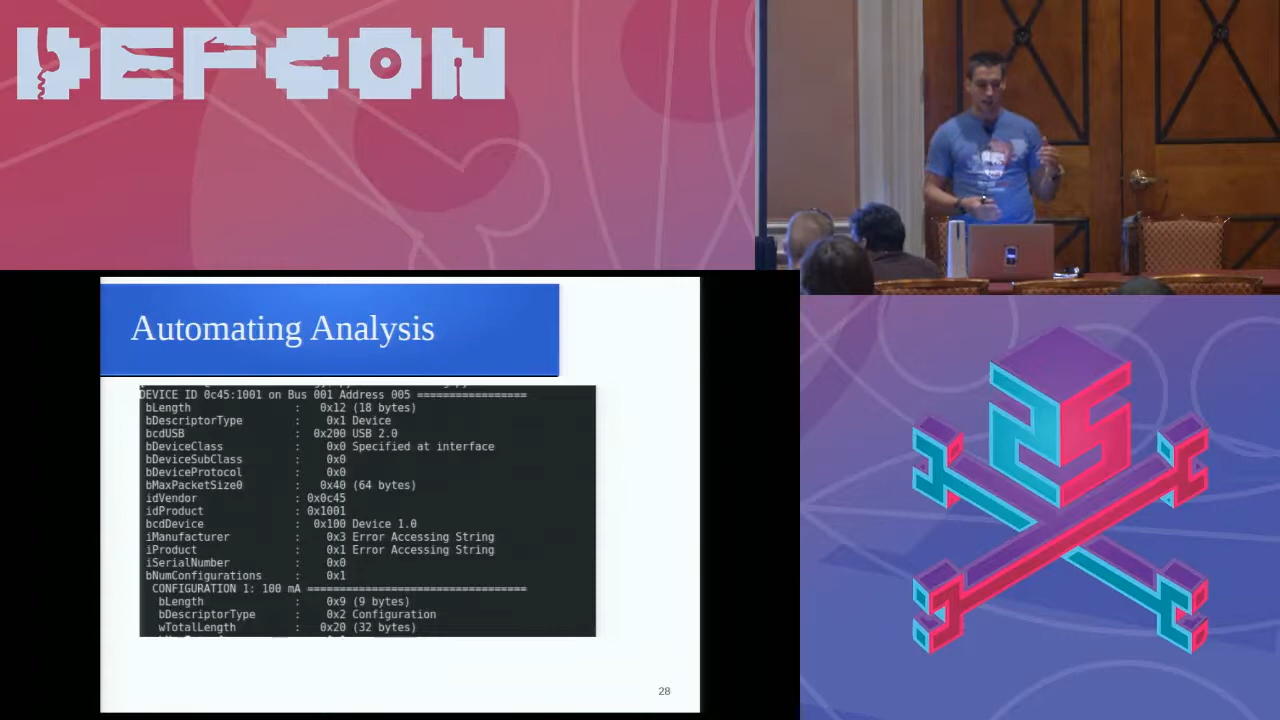 DEFCON
Automating Analysis
DEVICE ID 0c45:1001 on Bus 001 Address 005 =================
bLength : 0x12 (18 bytes)
bDescriptorType : 0x1 Device
bcdUSB : 0x200 USB 2.0
bDeviceClass : 0x0 Specified at interface
bDeviceSubClass : 0x0
bDeviceProtocol : 0x0
bMaxPacketSize0 : 0x40 (64 bytes)
idVendor : 0x0c45
idProduct : 0x1001
bcdDevice : 0x100 Device 1.0
iManufacturer : 0x3 Error Accessing String
iProduct : 0x1 Error Accessing String
iSerialNumber : 0x0
bNumConfigurations : 0x1
CONFIGURATION 1: 100 mA ==================================
bLength : 0x9 (9 bytes)
bDescriptorType : 0x2 Configuration
wTotalLength : 0x20 (32 bytes)
28
25